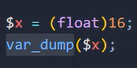 $x = (float)16;
var_dump($x);